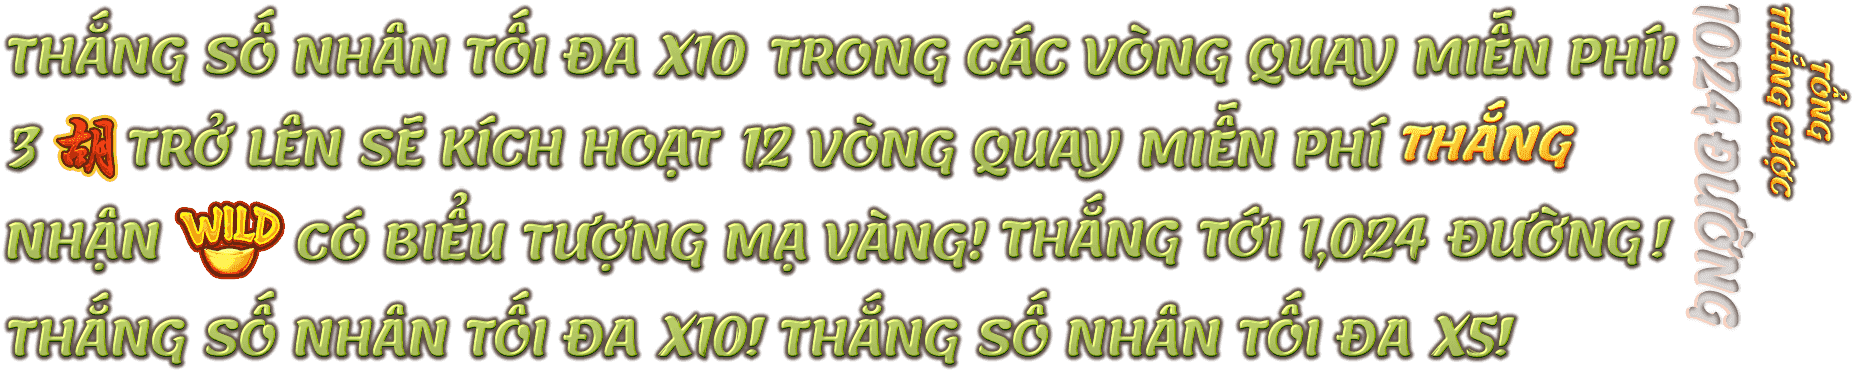 THẮNG SỐ NHÂN TỐI ĐA X10 TRONG CÁC VÒNG QUAY MIỄN PHÍ!
3 胡 TRỞ LÊN SẼ KÍCH HOẠT 12 VÒNG QUAY MIỄN PHÍ THẮNG
NHẬN WILD CÓ BIỂU TƯỢNG MẠ VÀNG! THẮNG TỚI 1,024 ĐƯỜNG!
THẮNG SỐ NHÂN TỐI ĐA X10! THẮNG SỐ NHÂN TỐI ĐA X5!
1024 ĐƯỜNG
TỔNG
THẮNG CƯỢC